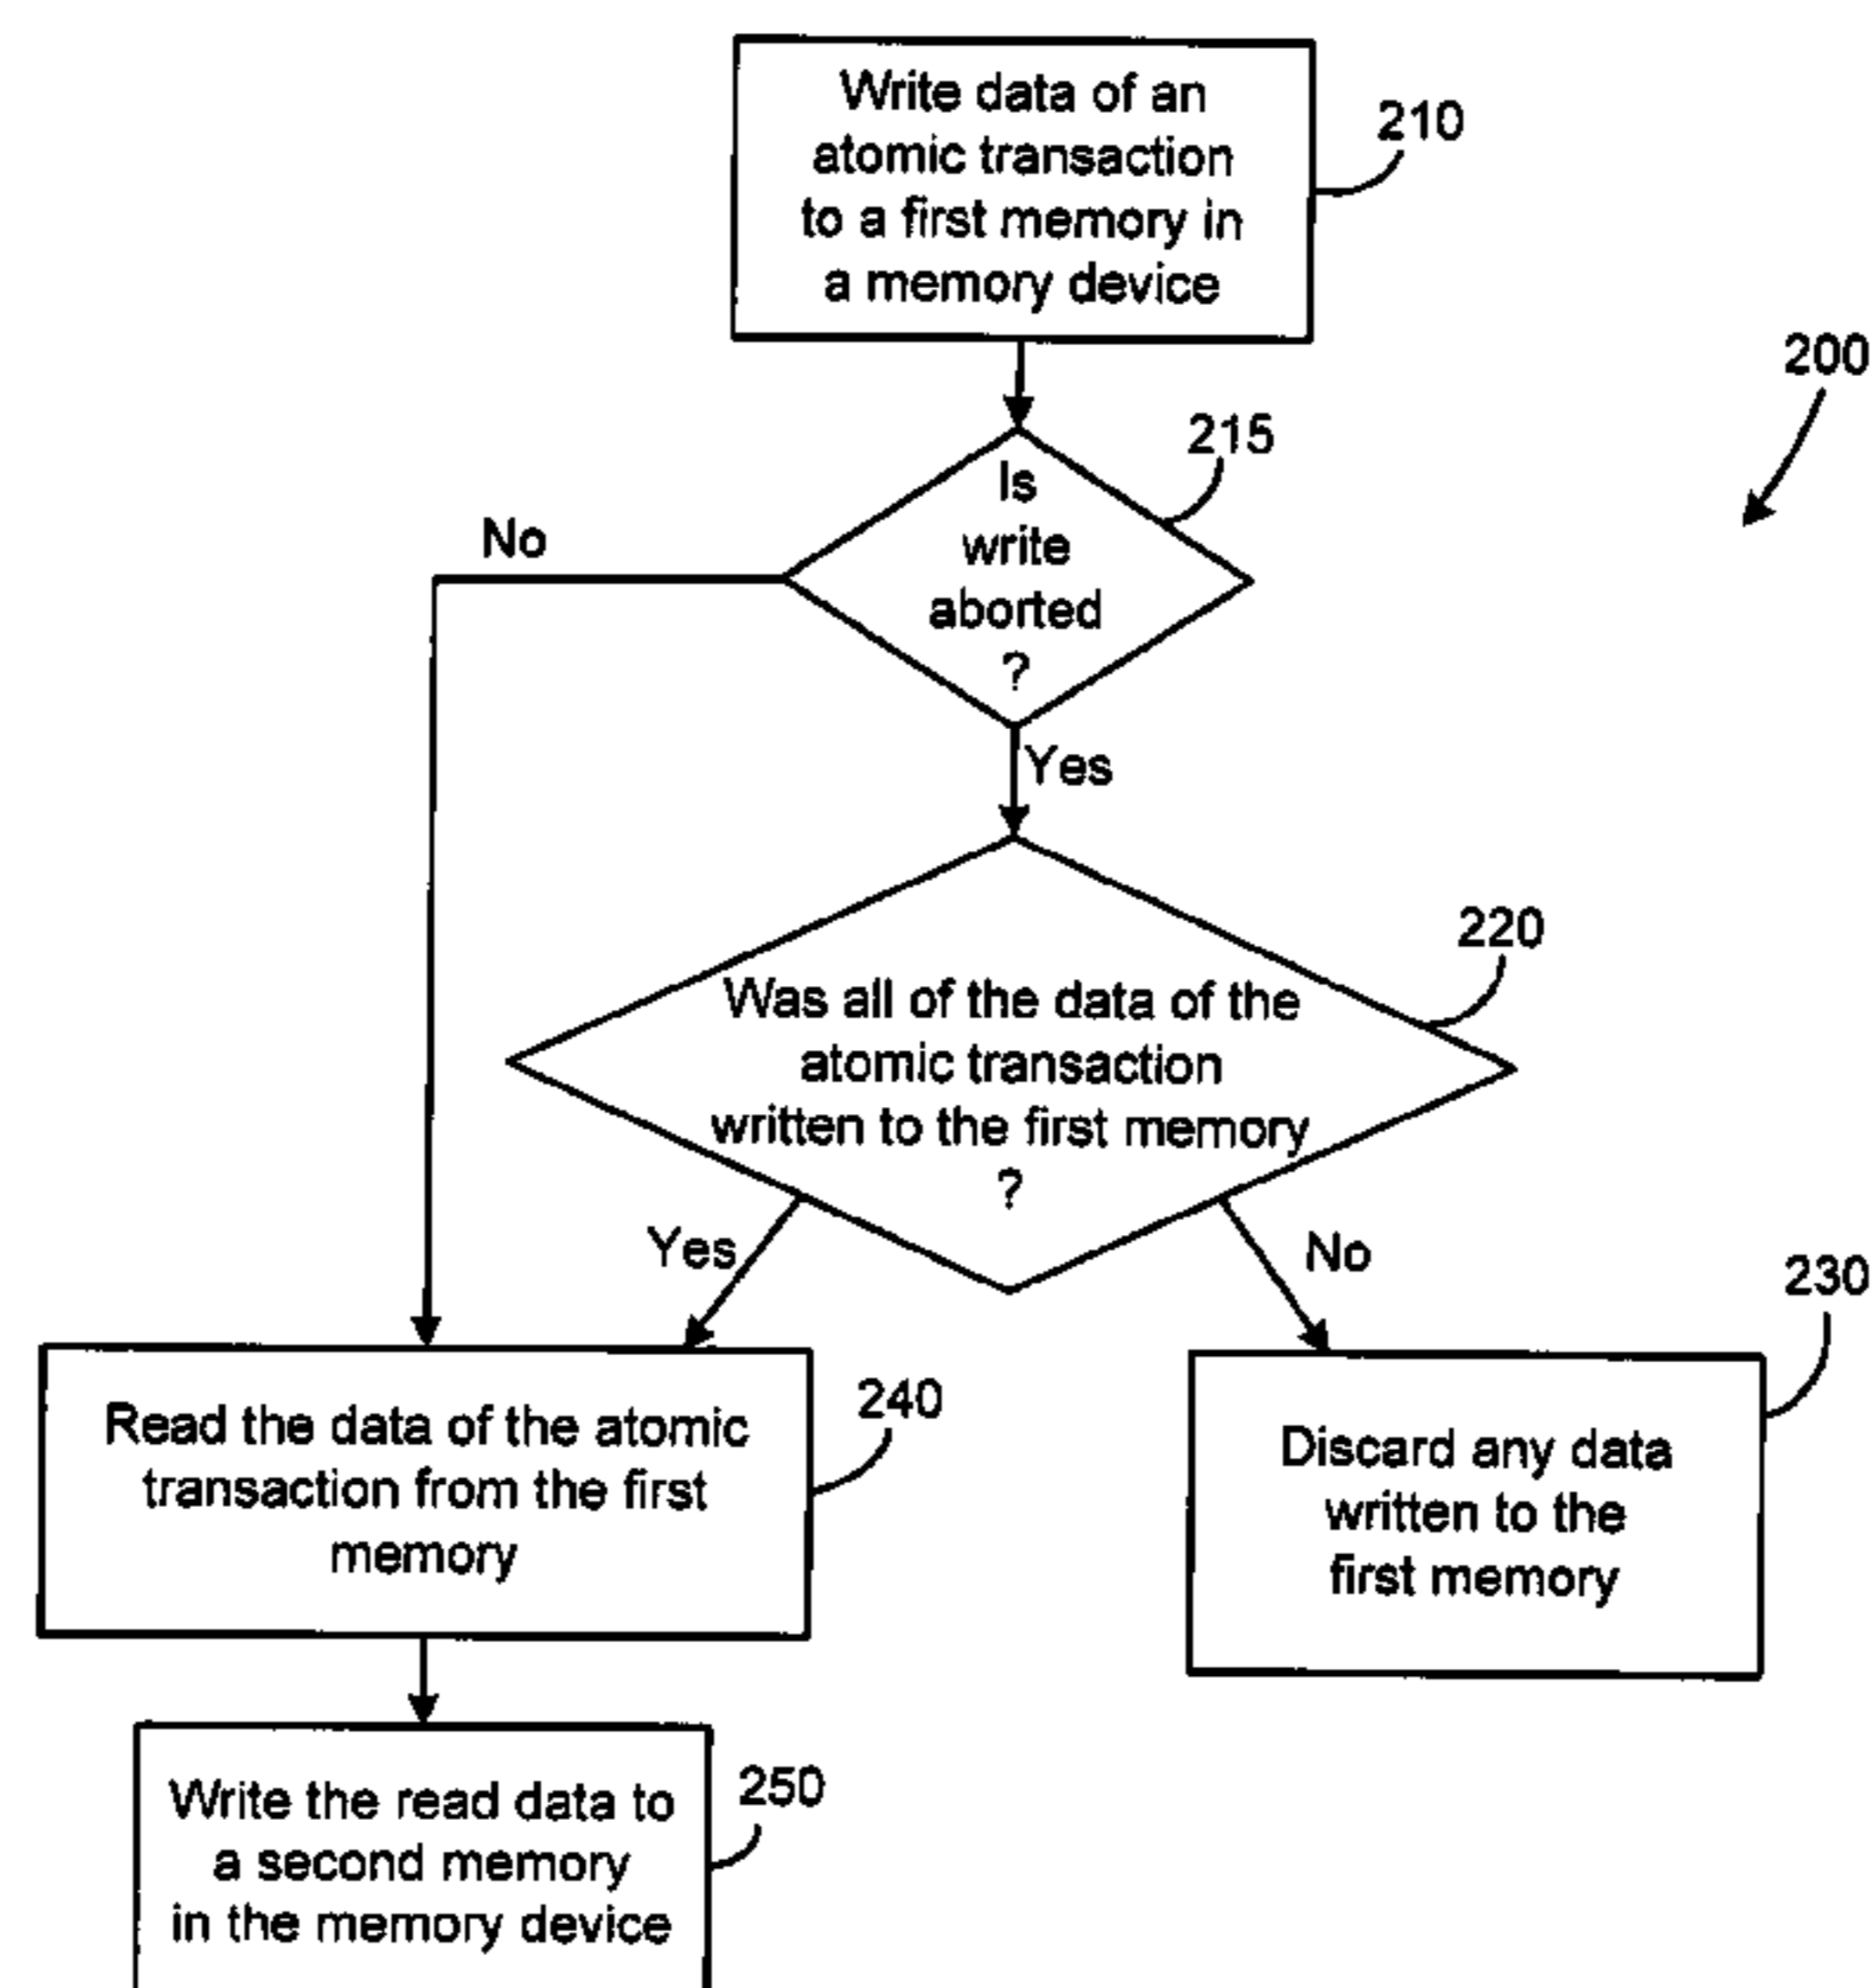 Write data of an
atomic transaction
to a first memory in
a memory device
210
200
215
Is
write
aborted
?
No
Yes
220
Was all of the data of the
atomic transaction
written to the first memory
?
Yes
No
230
Read the data of the atomic
transaction from the first
memory
240
Discard any data
written to the
first memory
Write the read data to
a second memory
in the memory device
250